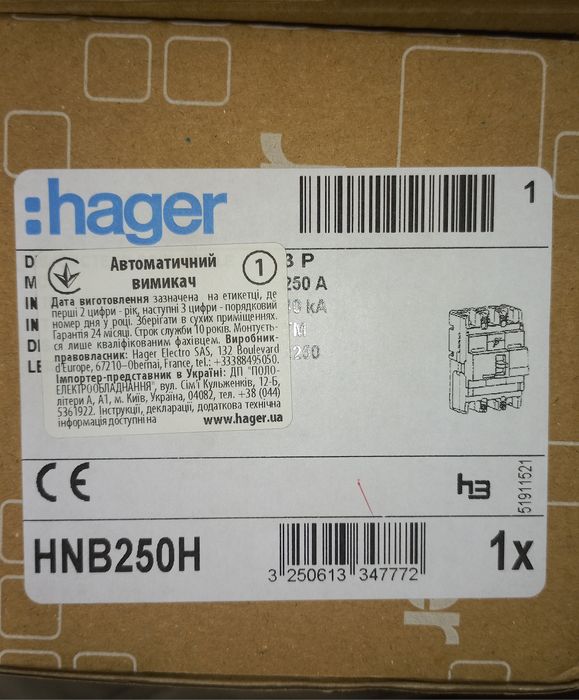 :hager
1
Автоматичний
вимикач
1
Дата виготовлення зазначена на етикетці, де
перші 2 цифри - рік, наступні 3 цифри - порядковий
номер дня у році. Зберігати в сухих приміщеннях.
Гарантія 24 місяці. Строк служби 10 років. Монтуєть-
ся лише кваліфікованим фахівцем. Виробник-
правовласник: Hager Electro SAS, 132 Boulevard
d'Europe, 67210–Obernai, France, tel.: +33388495050.
Імпортер-представник в Україні: ДП "ПОЛО-
ЕЛЕКТРООБЛАДНАННЯ", вул. Сім'ї Кульженків, 12-Б,
літери А, А1, м. Київ, Україна, 04082, тел. +38 (044)
5361922. Інструкції, декларації, додаткова технічна
інформація доступні на www.hager.ua
3 P
250 A
kA
CE
h3
51911521
HNB250H
3 250613 347772
1x